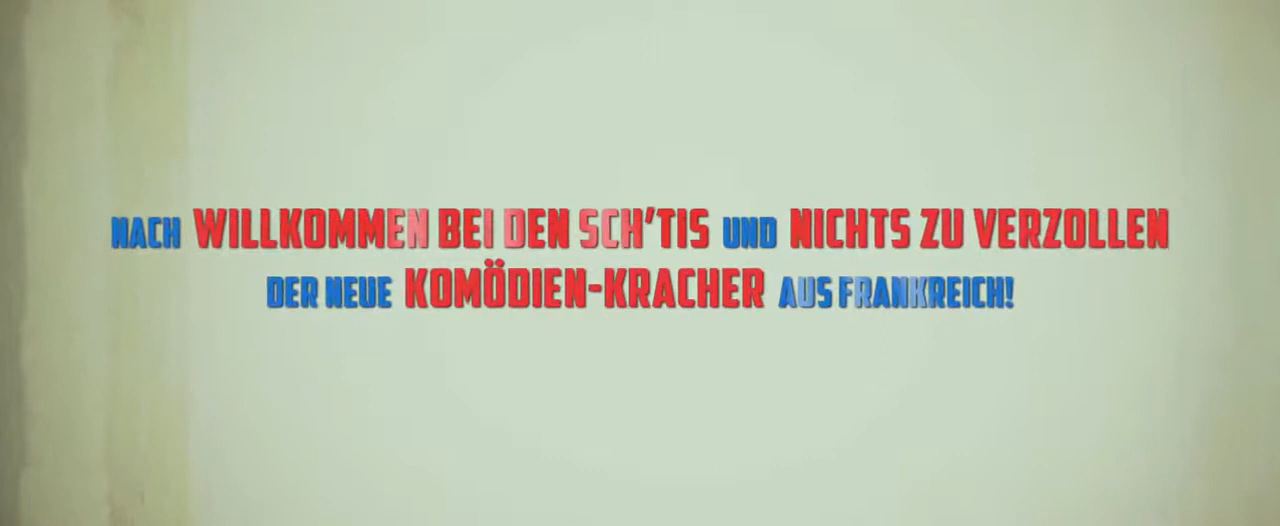 NACH WILLKOMMEN BEI DEN SCH'TIS UND NICHTS ZU VERZOLLEN
DER NEUE KOMÖDIEN-KRACHER AUS FRANKREICH!